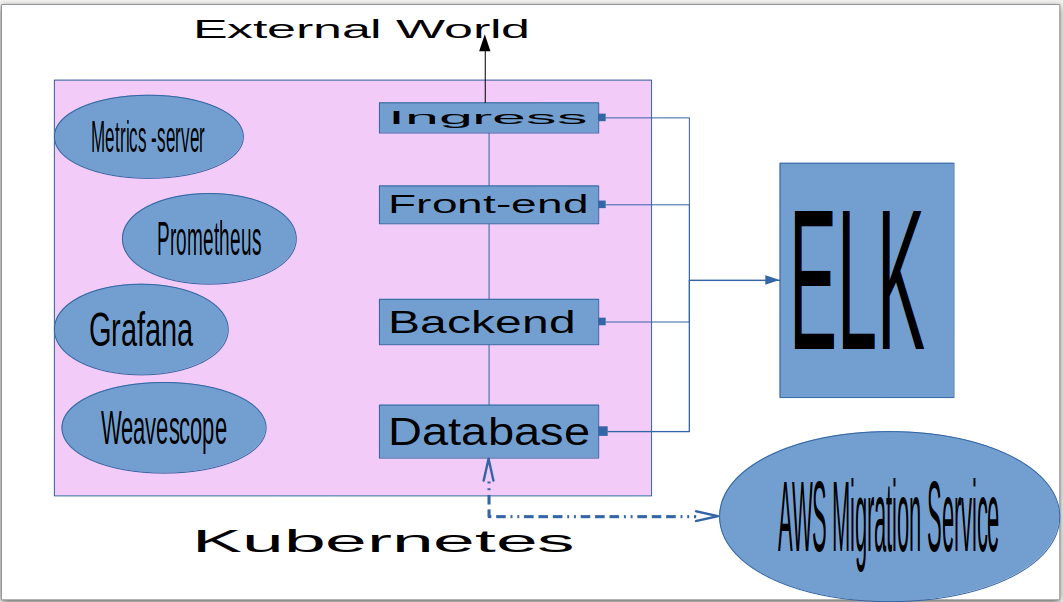 External World
Metrics -server
Ingress
Prometheus
Front-end
Grafana
Backend
Weavescope
Database
ELK
AWS Migration Service
Kubernetes